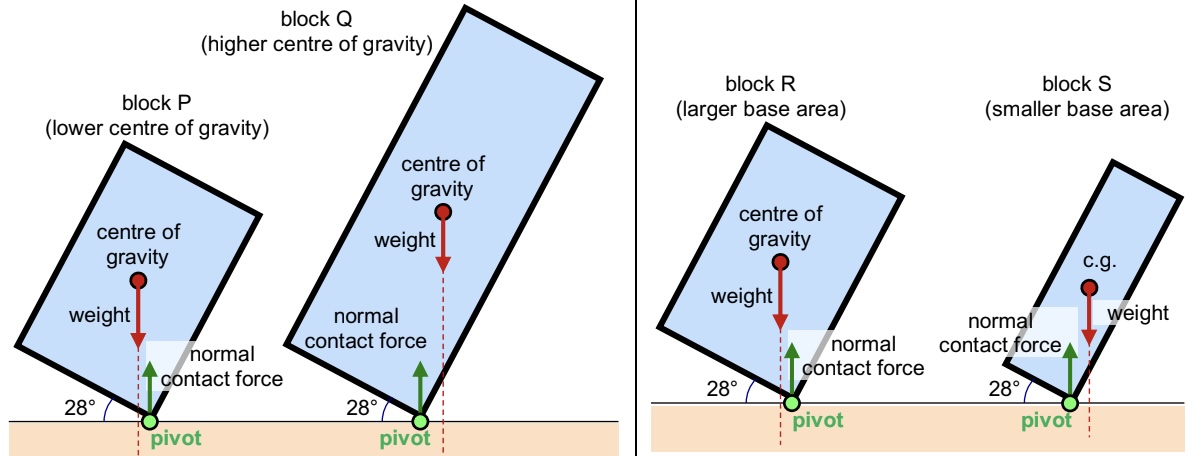 block Q
(higher centre of gravity)
block P
(lower centre of gravity)
centre of
gravity
weight
normal
contact force
28°
pivot
centre of
gravity
weight
normal
contact force
28°
pivot
block R
(larger base area)
centre of
gravity
weight
normal
contact force
28°
pivot
block S
(smaller base area)
c.g.
weight
normal
contact force
28°
pivot